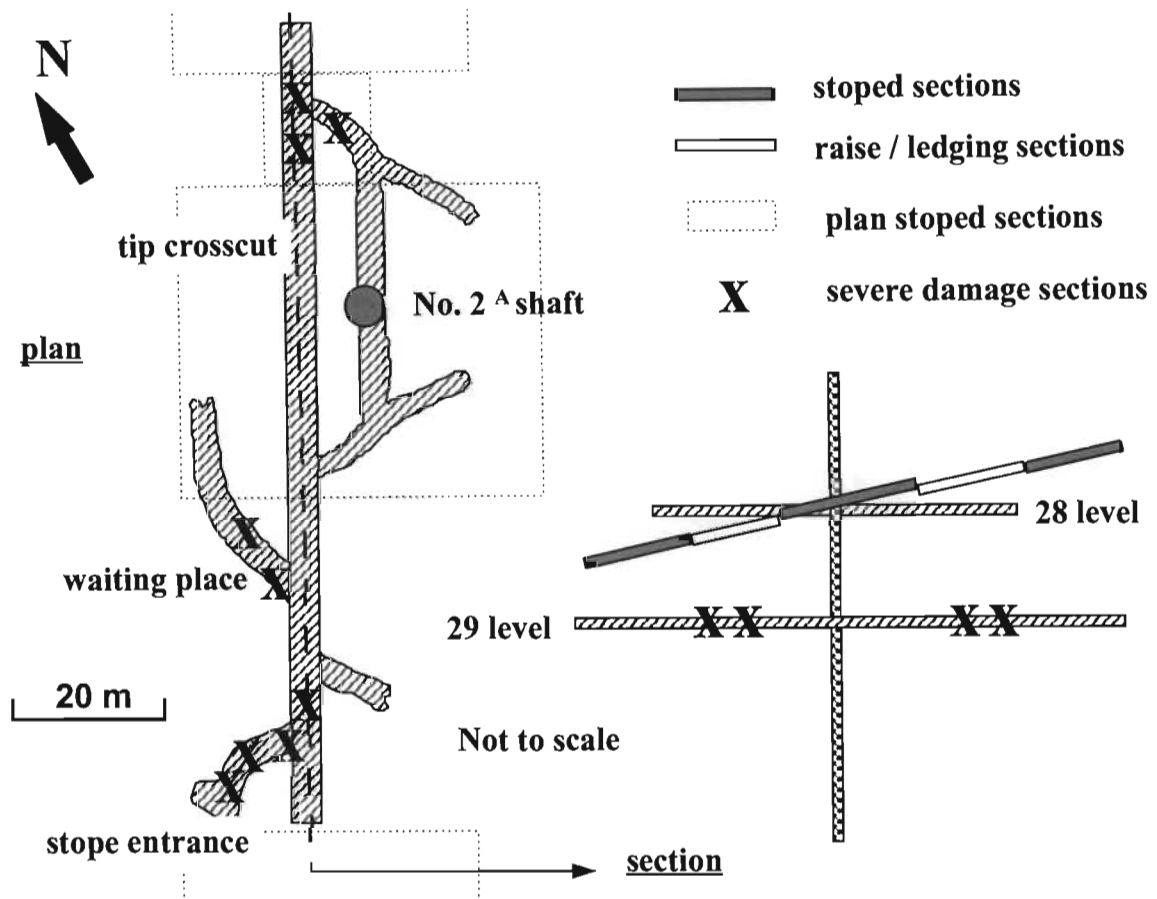 N
stoped sections
raise / ledging sections
plan stoped sections
X severe damage sections
X
X
X
tip crosscut
No. 2 A shaft
plan
28 level
X
waiting place
X
29 level
X X X X
20 m
X
Not to scale
X
X
X
stope entrance
section